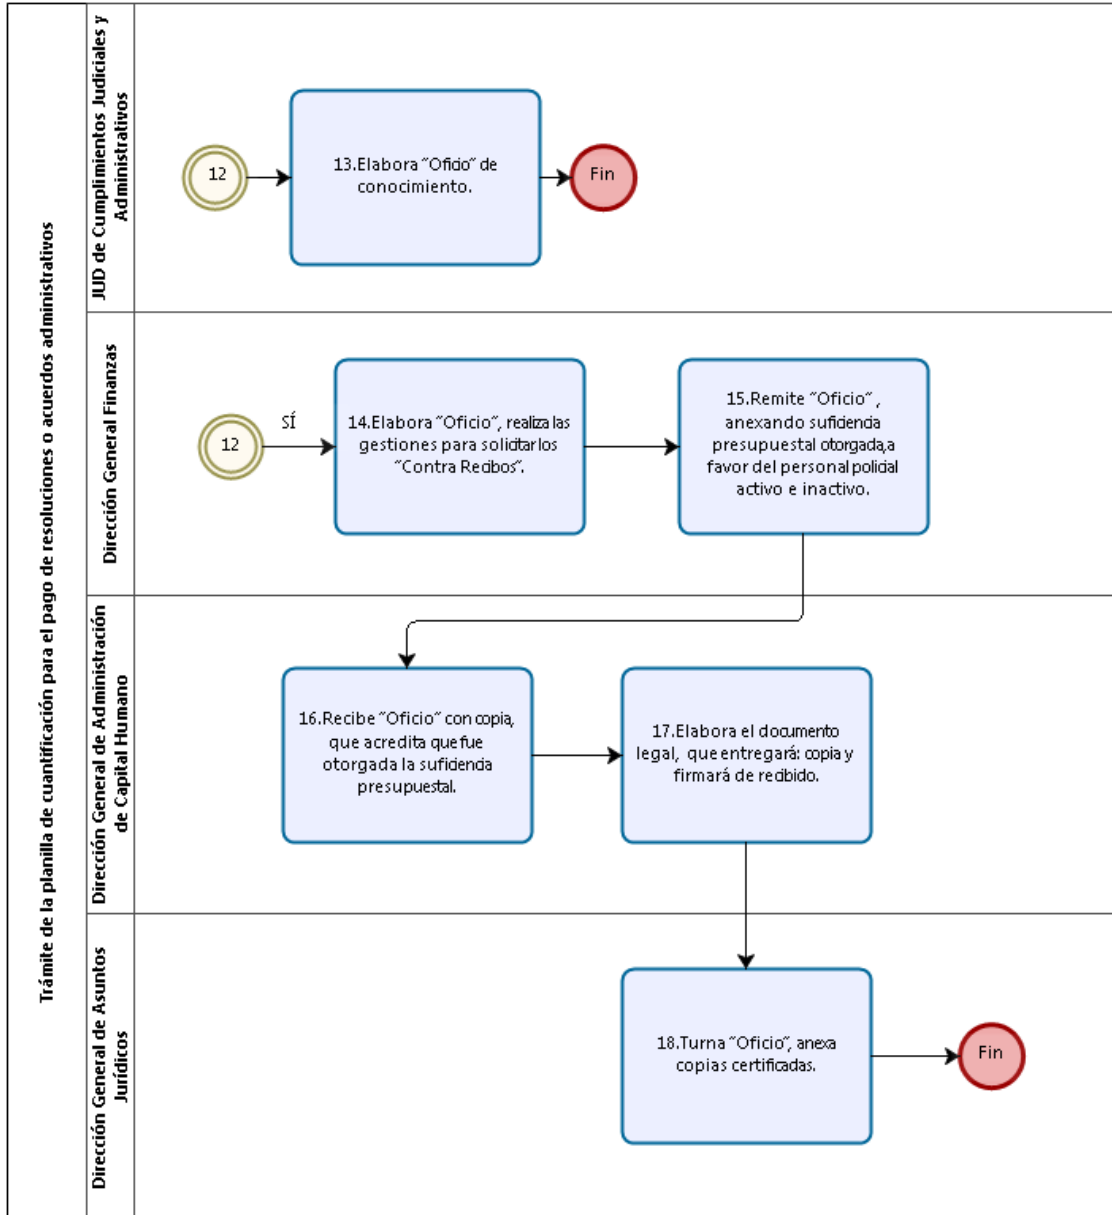 Trámite de la planilla de cuantificación para el pago de resoluciones o acuerdos administrativos
JUD de Cumplimientos Judiciales y
Administrativos
12
13.Elabora “Oficio” de
conocimiento.
Fin
Dirección General Finanzas
12
SÍ
14.Elabora “Oficio”, realiza las
gestiones para solicitar los
“Contra Recibos”.
15.Remite “Oficio” ,
anexando suficiencia
presupuestal otorgada,a
favor del personal policial
activo e inactivo.
Dirección General de Administración
de Capital Humano
16.Recibe “Oficio” con copia,
que acredita que fue
otorgada la suficiencia
presupuestal.
17.Elabora el documento
legal, que entregará: copia y
firmará de recibido.
Dirección General de Asuntos
Jurídicos
18.Turna “Oficio”, anexa
copias certificadas.
Fin